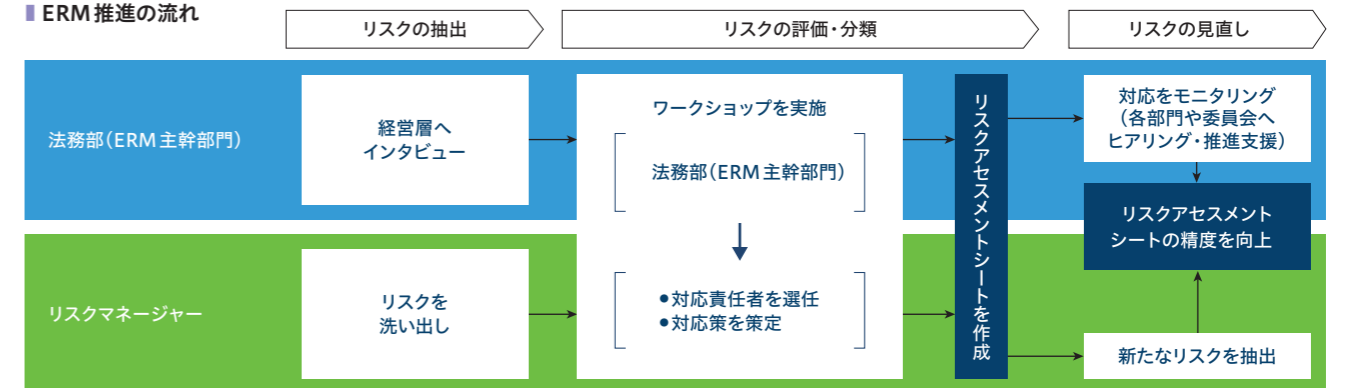 ERM推進の流れ
リスクの抽出
リスクの評価・分類
リスクの見直し
法務部（ERM主幹部門）
経営層へ
インタビュー
ワークショップを実施
法務部（ERM主幹部門）
リスクアセスメントシートを作成
対応をモニタリング
（各部門や委員会へ
ヒアリング・推進支援）
リスクアセスメント
シートの精度を向上
リスクマネージャー
リスクを
洗い出し
●対応責任者を選任
●対応策を策定
新たなリスクを抽出